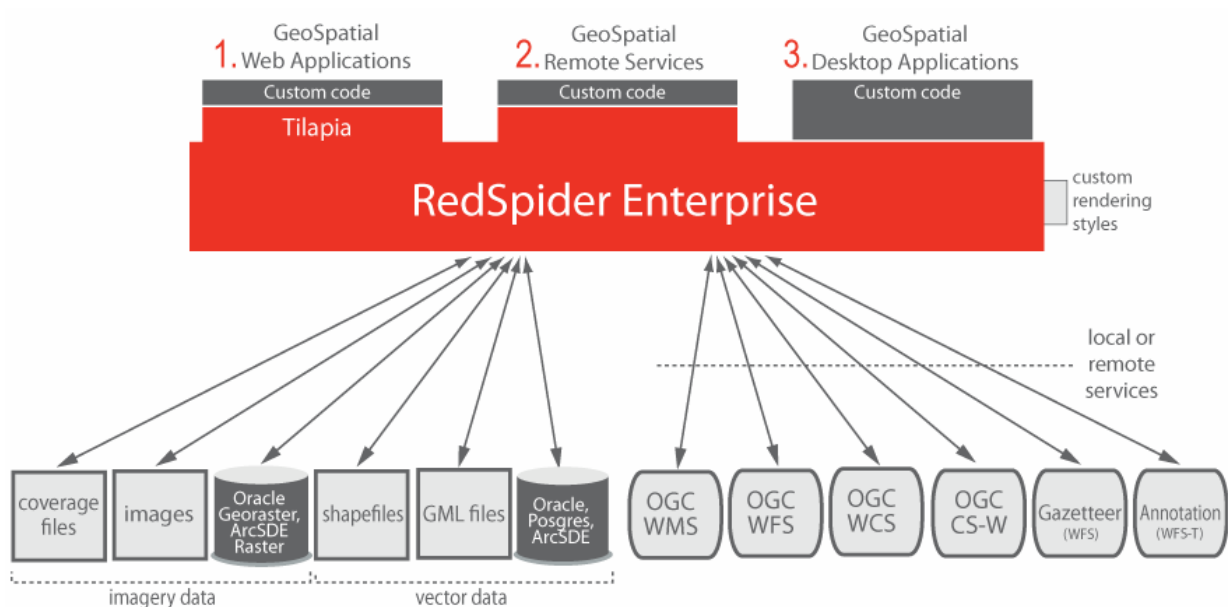 GeoSpatial
1. Web Applications
Custom code
Tilapia
GeoSpatial
2. Remote Services
Custom code
GeoSpatial
3. Desktop Applications
Custom code
RedSpider Enterprise
custom
rendering
styles
local or
remote
services
coverage
files
images
Oracle
Georaster,
ArcSDE
Raster
shapefiles
GML files
Oracle,
Posgres,
ArcSDE
OGC
WMS
OGC
WFS
OGC
WCS
OGC
CS-W
Gazetteer
(WFS)
Annotation
(WFS-T)
imagery data
vector data